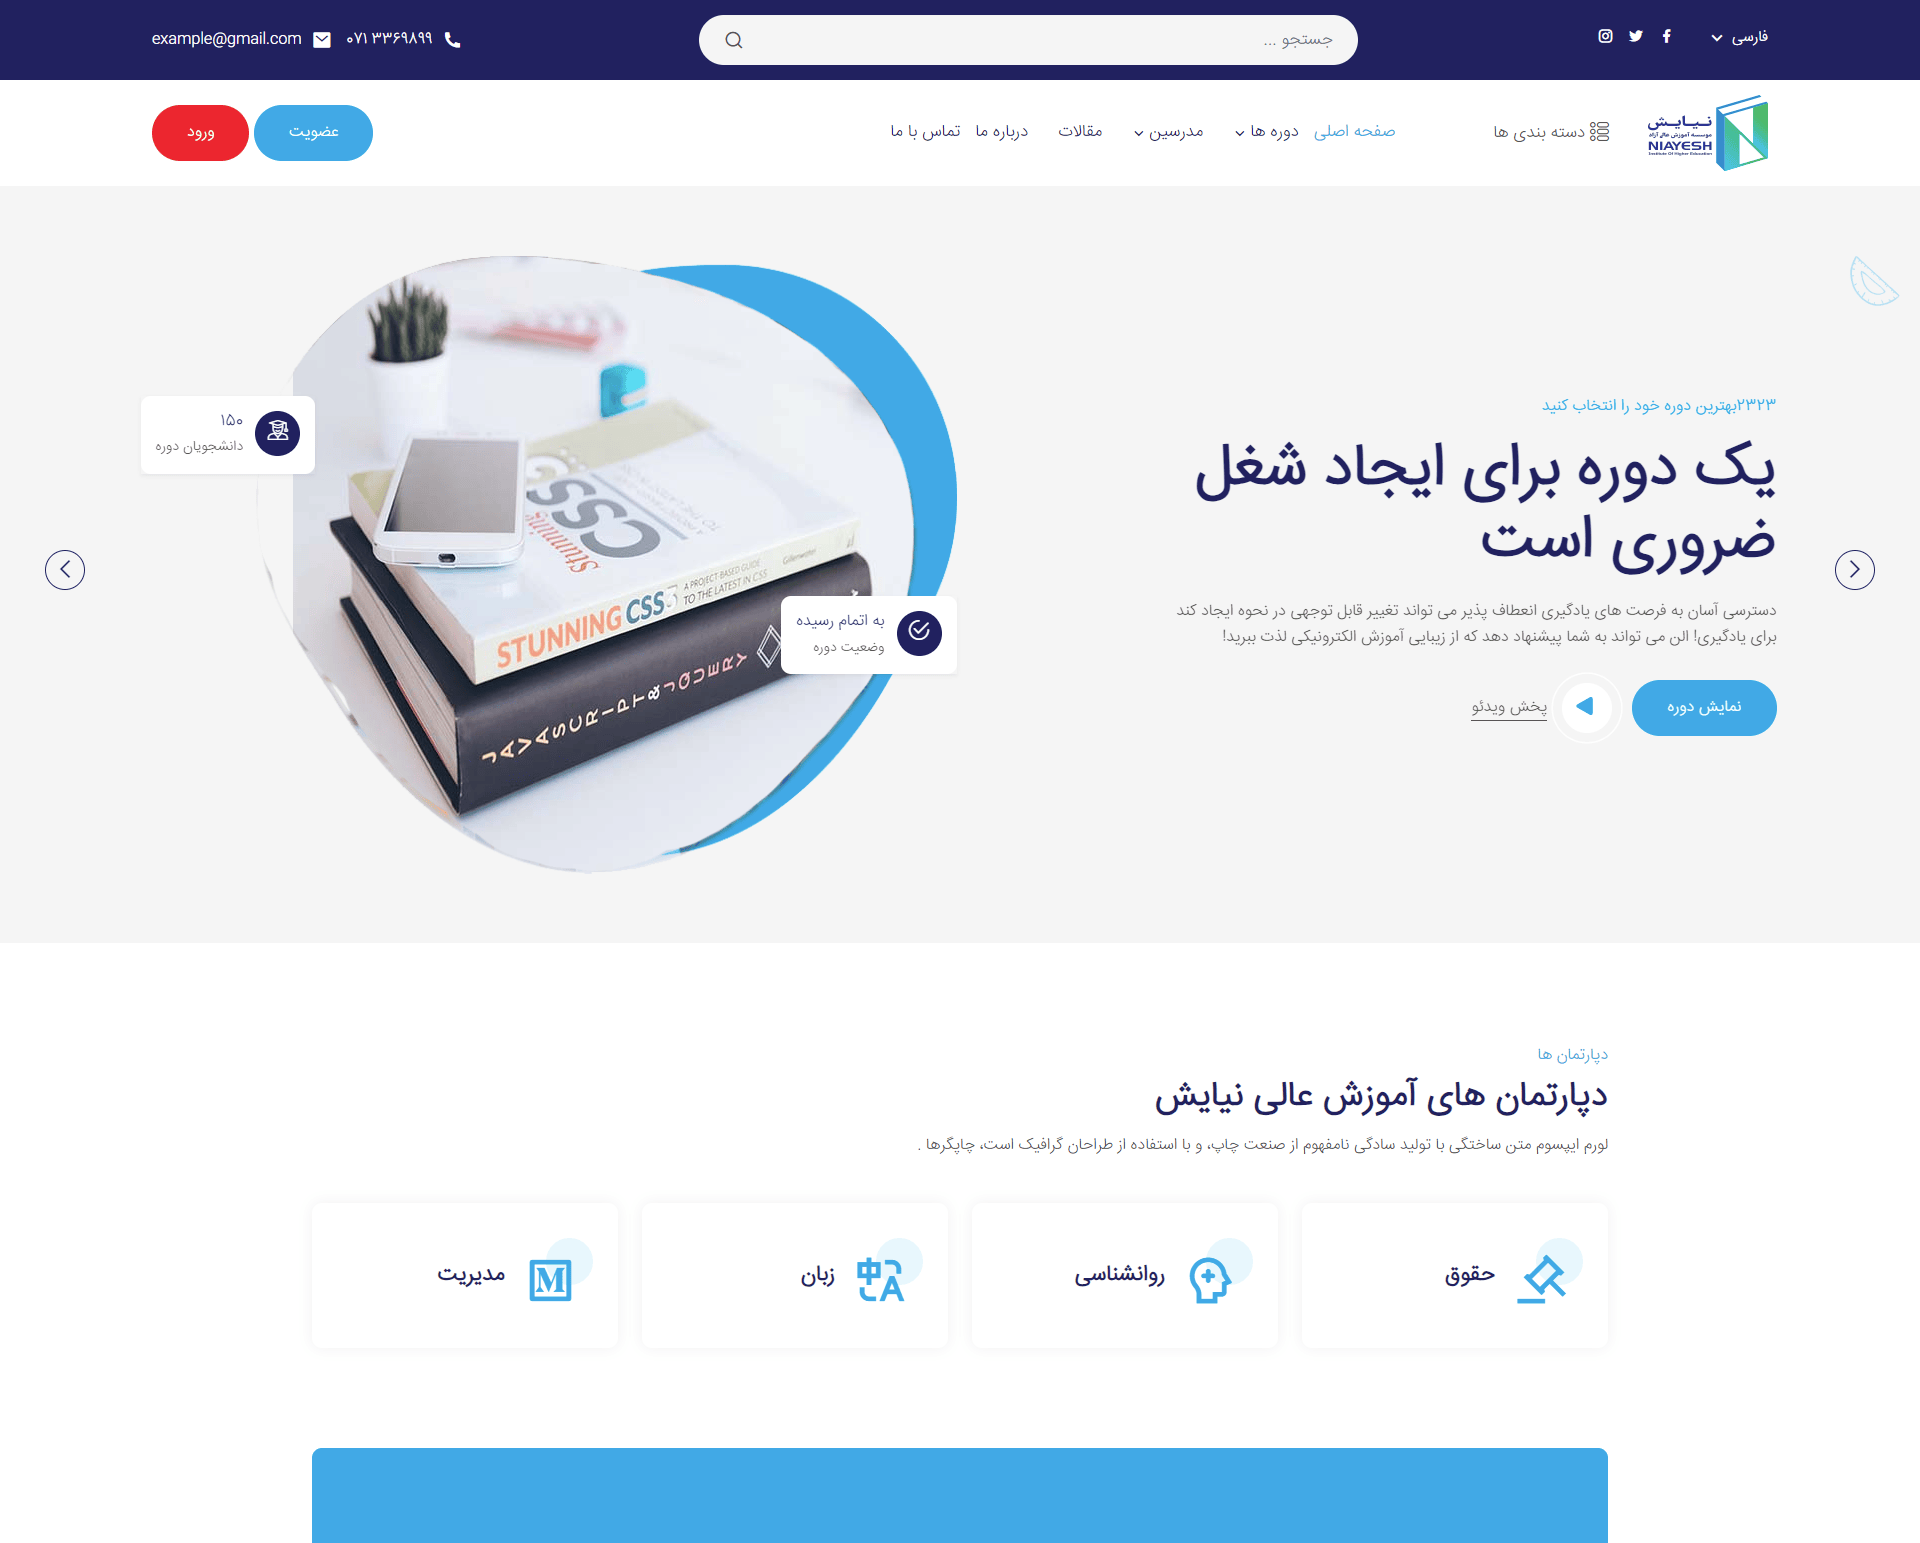 فارسی
جستجو ...
۰۷۱ ۳۳۶۹۸۹۹
example@gmail.com
نیایش
موسسه آموزش عالی آزاد
NIAYESH
Institute Of Higher Education
دسته بندی ها
صفحه اصلی
دوره ها
مدرسین
مقالات
درباره ما
تماس با ما
عضویت
ورود
۲۳۲۳بهترین دوره خود را انتخاب کنید
یک دوره برای ایجاد شغل
ضروری است
دسترسی آسان به فرصت های یادگیری انعطاف پذیر می تواند تغییر قابل توجهی در نحوه ایجاد کند
برای یادگیری! الن می تواند به شما پیشنهاد دهد که از زیبایی آموزش الکترونیکی لذت ببرید!
نمایش دوره
پخش ویدئو
۱۵۰
دانشجویان دوره
CSS
Stunning
Gillenwater
STUNNING CSS3
A PROJECT-BASED GUIDE
TO THE LATEST IN CSS
JAVASCRIPT & JQUERY
به اتمام رسیده
وضعیت دوره
دپارتمان ها
دپارتمان های آموزش عالی نیایش
لورم ایپسوم متن ساختگی با تولید سادگی نامفهوم از صنعت چاپ، و با استفاده از طراحان گرافیک است، چاپگرها .
حقوق
روانشناسی
زبان
مدیریت